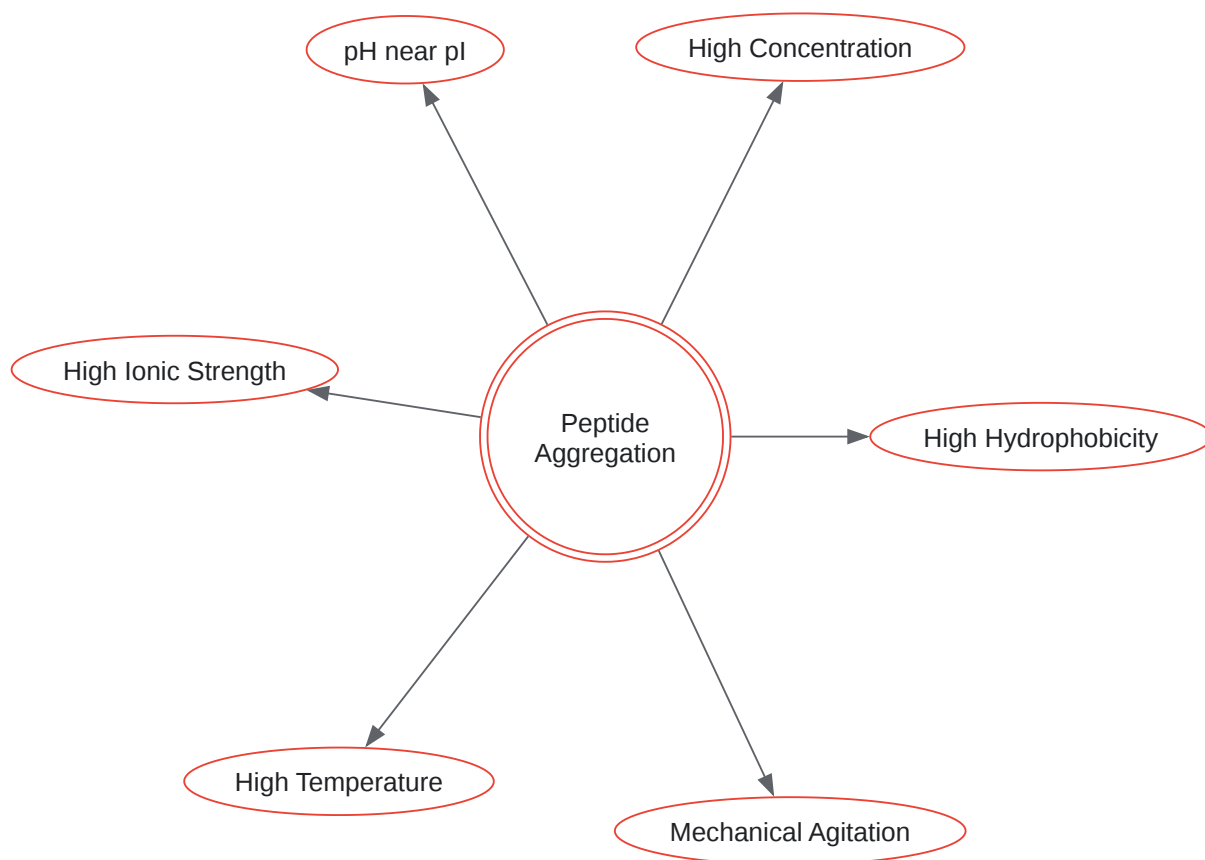 pH near pI
High Concentration
High Ionic Strength
Peptide
Aggregation
High Hydrophobicity
High Temperature
Mechanical Agitation